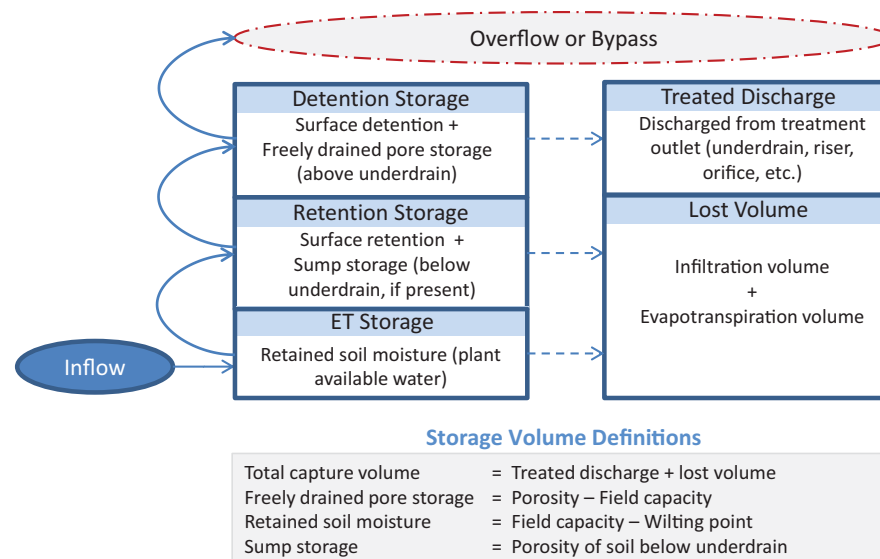 Overflow or Bypass
Detention Storage
Surface detention +
Freely drained pore storage
(above underdrain)
Treated Discharge
Discharged from treatment
outlet (underdrain, riser,
orifice, etc.)
Retention Storage
Surface retention +
Sump storage (below
underdrain, if present)
Lost Volume
Infiltration volume
+
Evapotranspiration volume
ET Storage
Retained soil moisture (plant
available water)
Inflow
Storage Volume Definitions
Total capture volume = Treated discharge + lost volume
Freely drained pore storage = Porosity – Field capacity
Retained soil moisture = Field capacity – Wilting point
Sump storage = Porosity of soil below underdrain